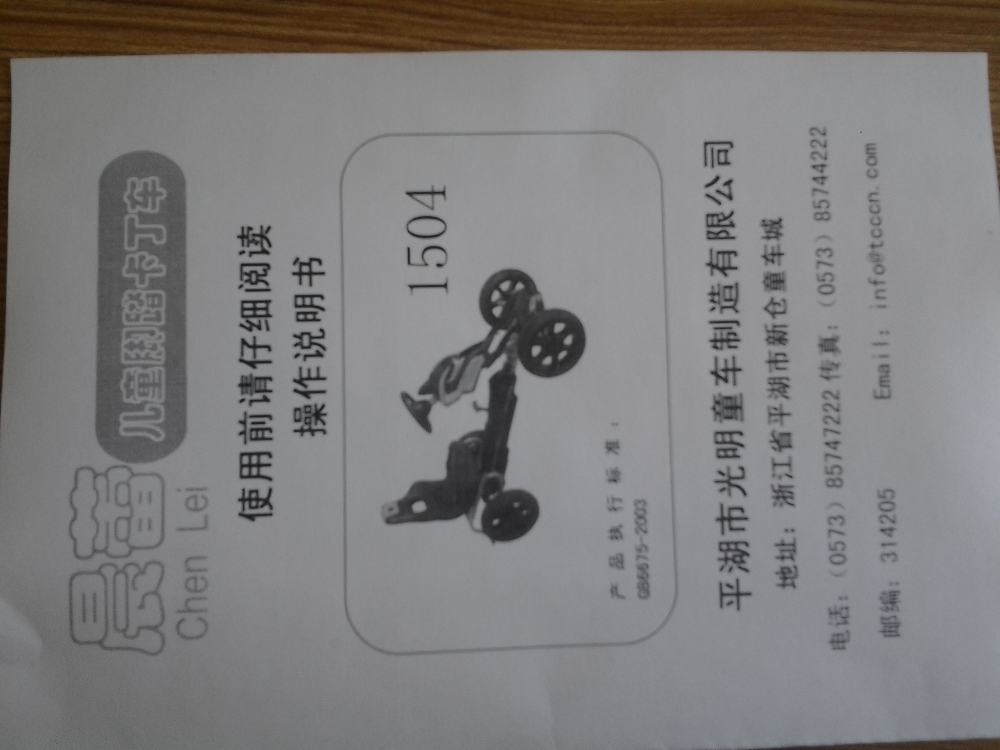 晨蕾 儿童脚踏卡丁车
Chen Lei
使用前请仔细阅读
操作说明书
1504
产品执行标准：
GB6675-2003
平湖市光明童车制造有限公司
地址：浙江省平湖市新仓童车城
电话：(0573) 85747222 传真：(0573) 85744222
邮编：314205 Email: info@tcccn.com